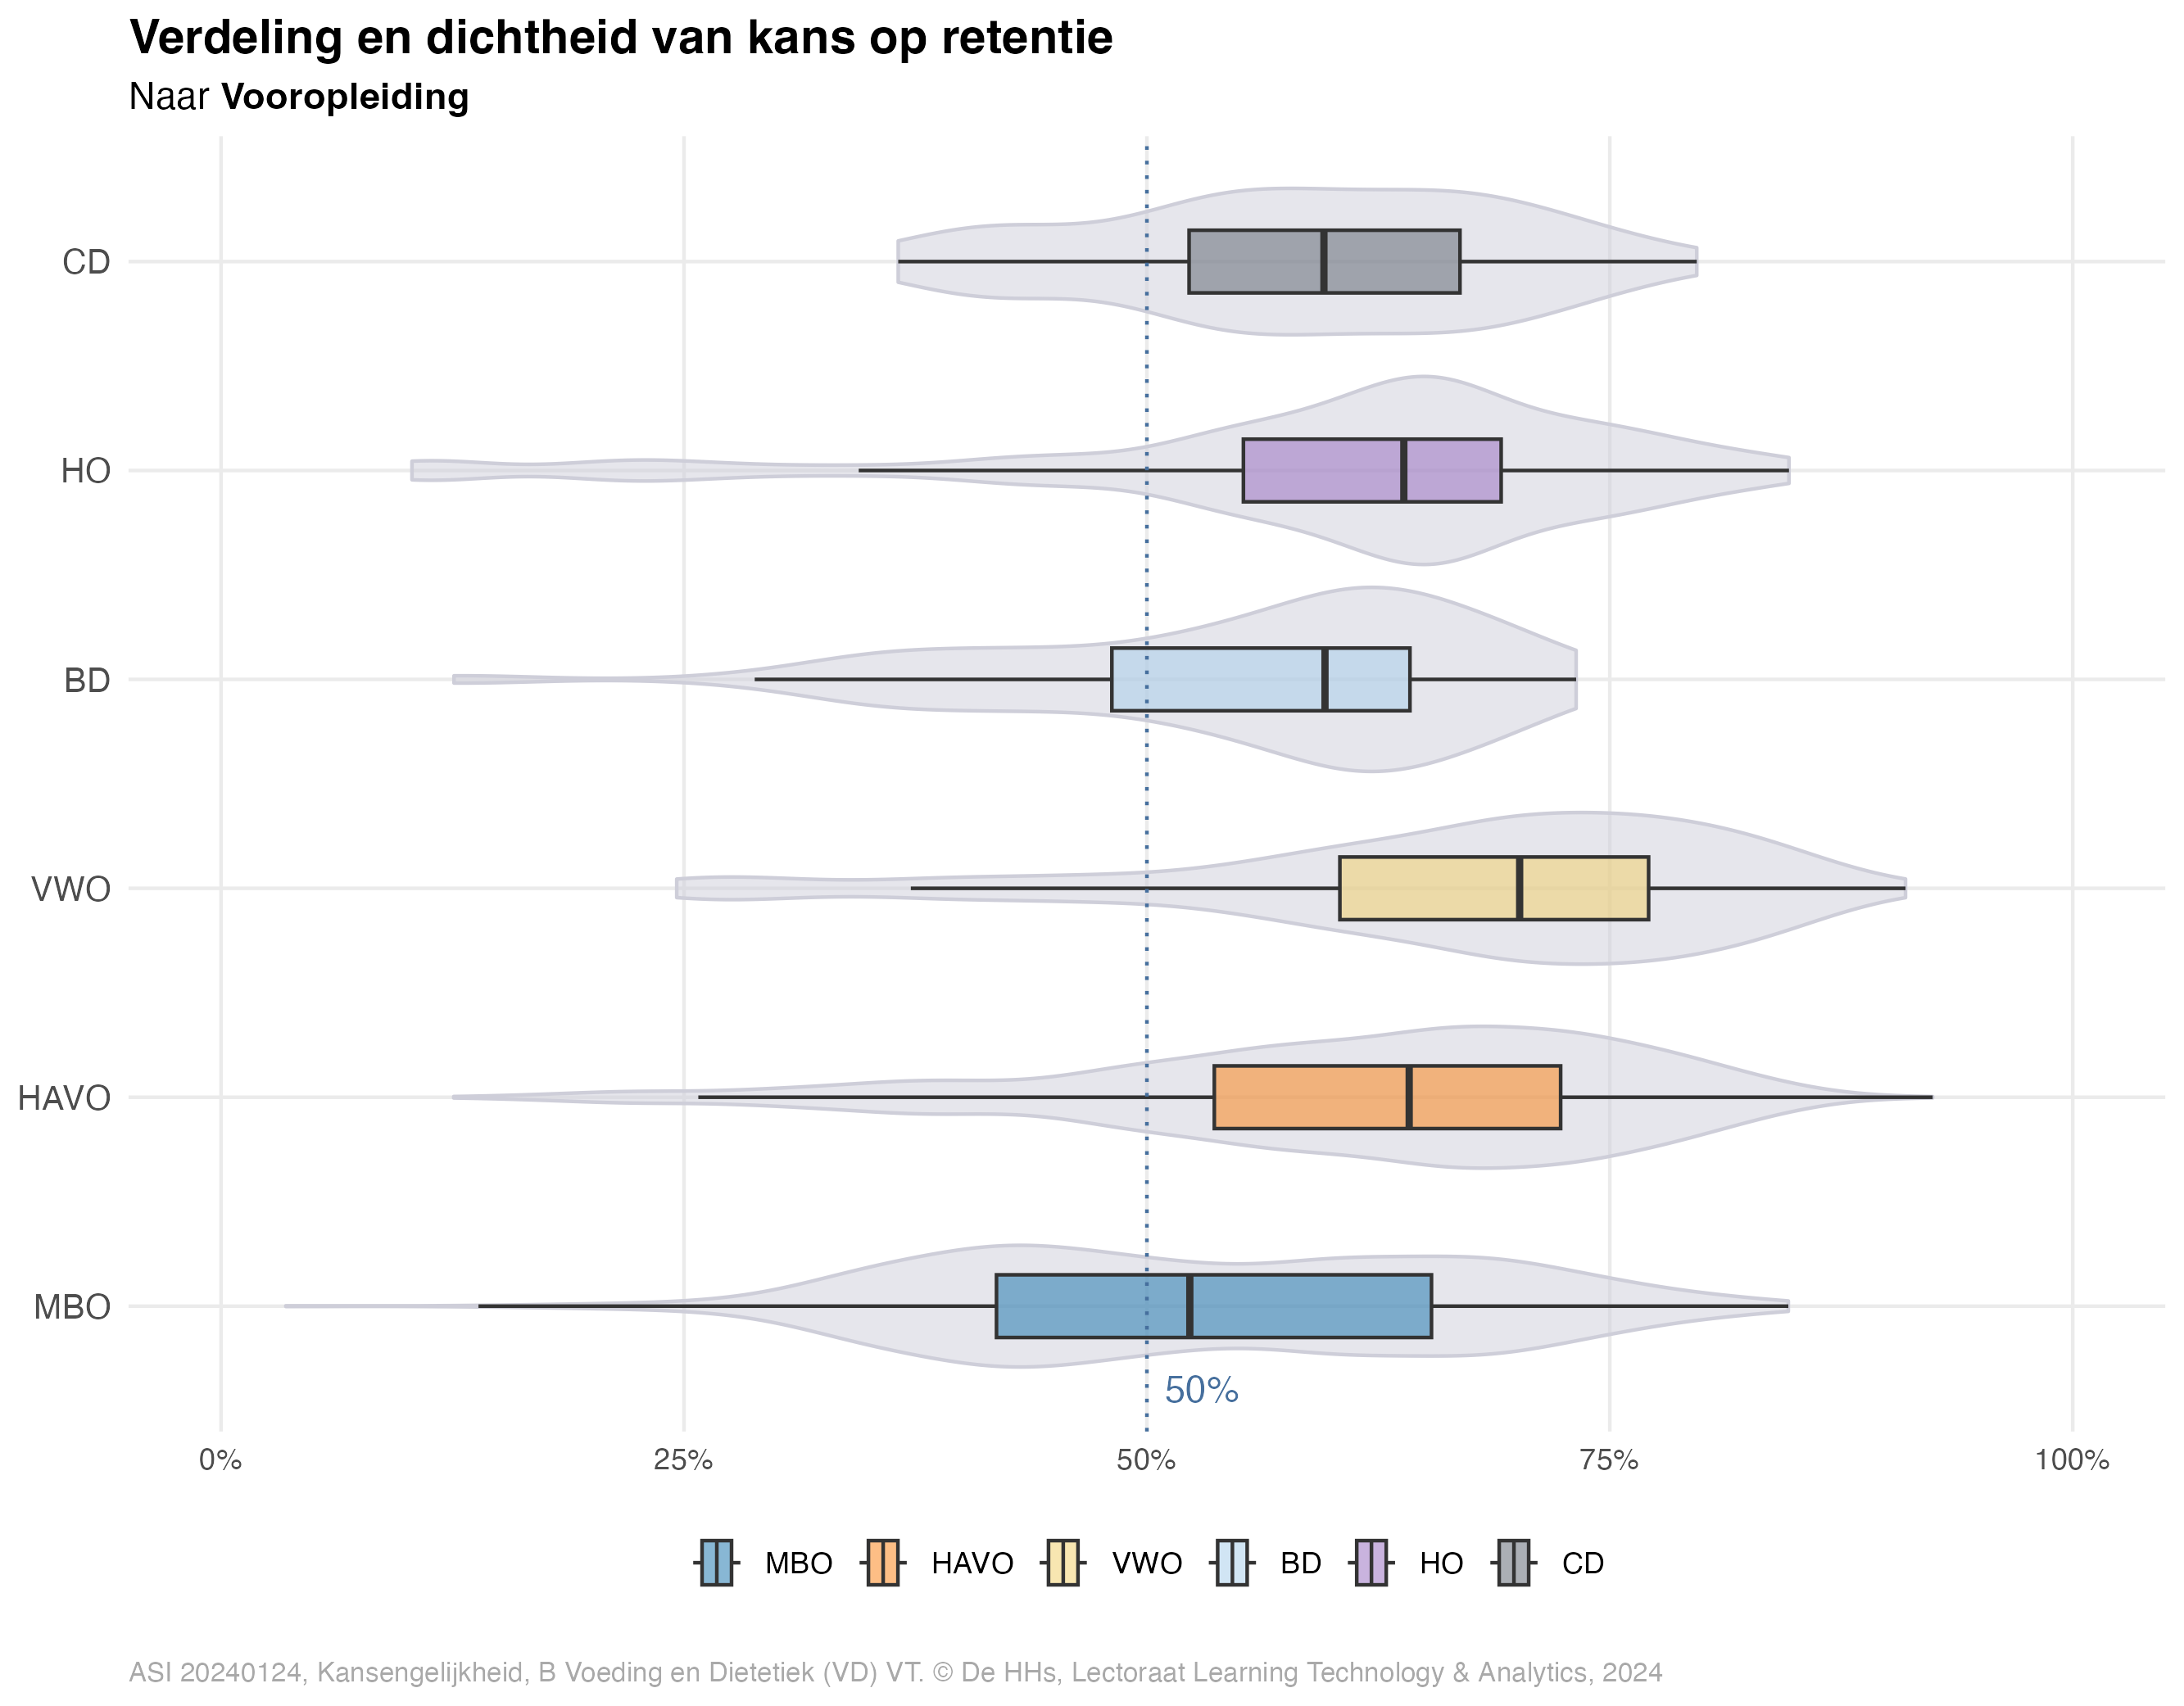 Verdeling en dichtheid van kans op retentie
Naar Vooropleiding
CD
HO
BD
VWO
HAVO
MBO
50%
0% 25% 50% 75% 100%
MBO HAVO VWO BD HO CD
ASI 20240124, Kansengelijkheid, B Voeding en Dietetiek (VD) VT. © De HHs, Lectoraat Learning Technology & Analytics, 2024